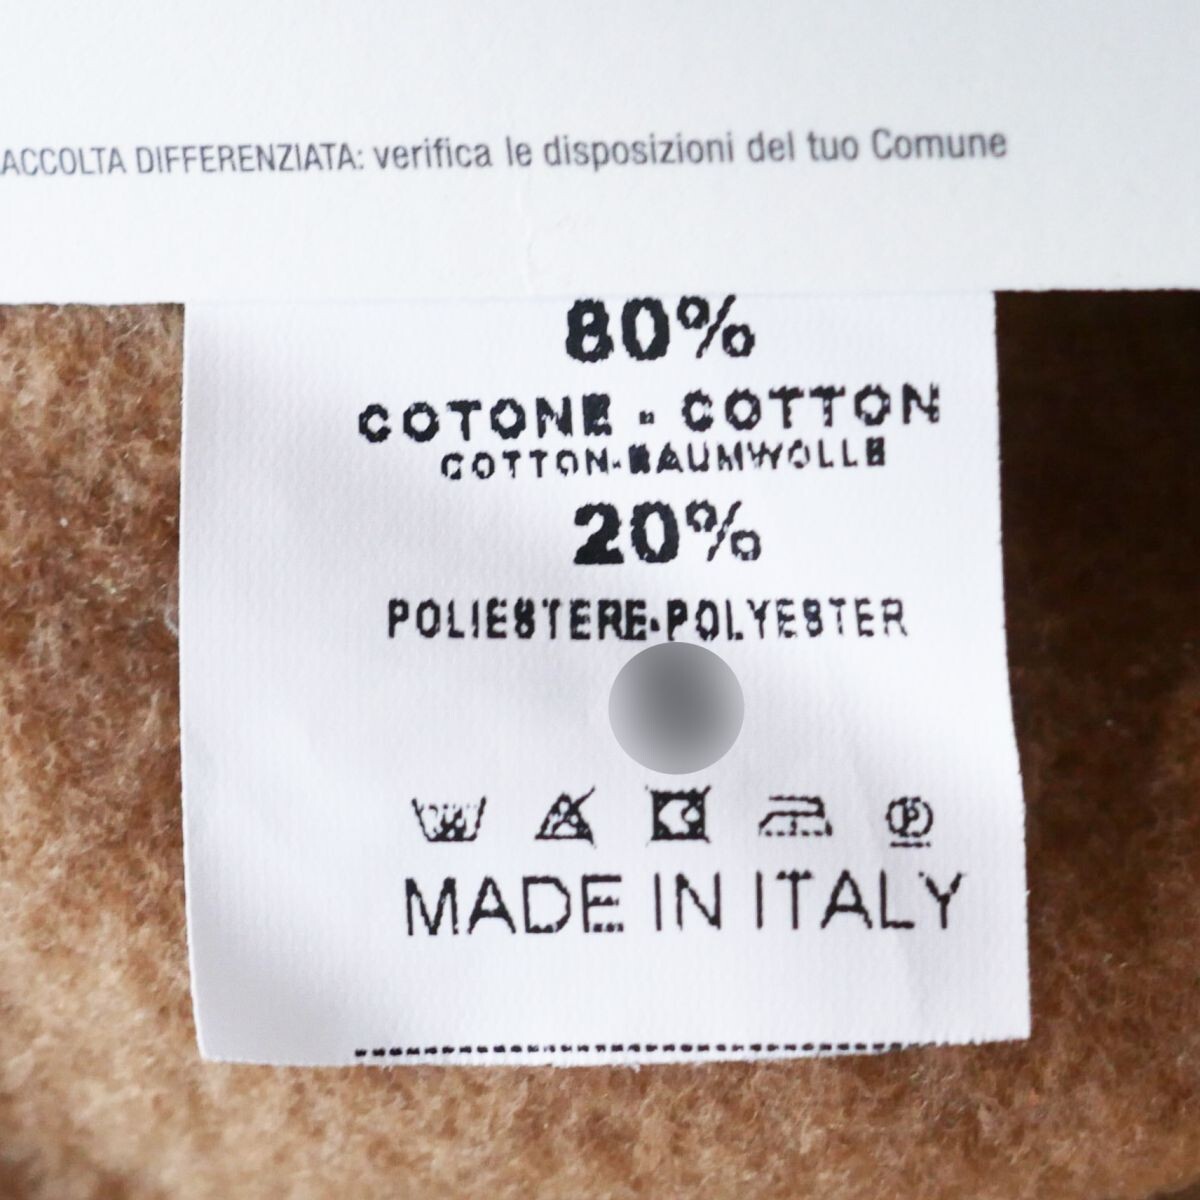 ACCOLTA DIFFERENZIATA: verifica le disposizioni del tuo Comune
80%
COTONE - COTTON
COTTON-BAUMWOLLE
20%
POLIESTERE-POLYESTER
P
MADE IN ITALY